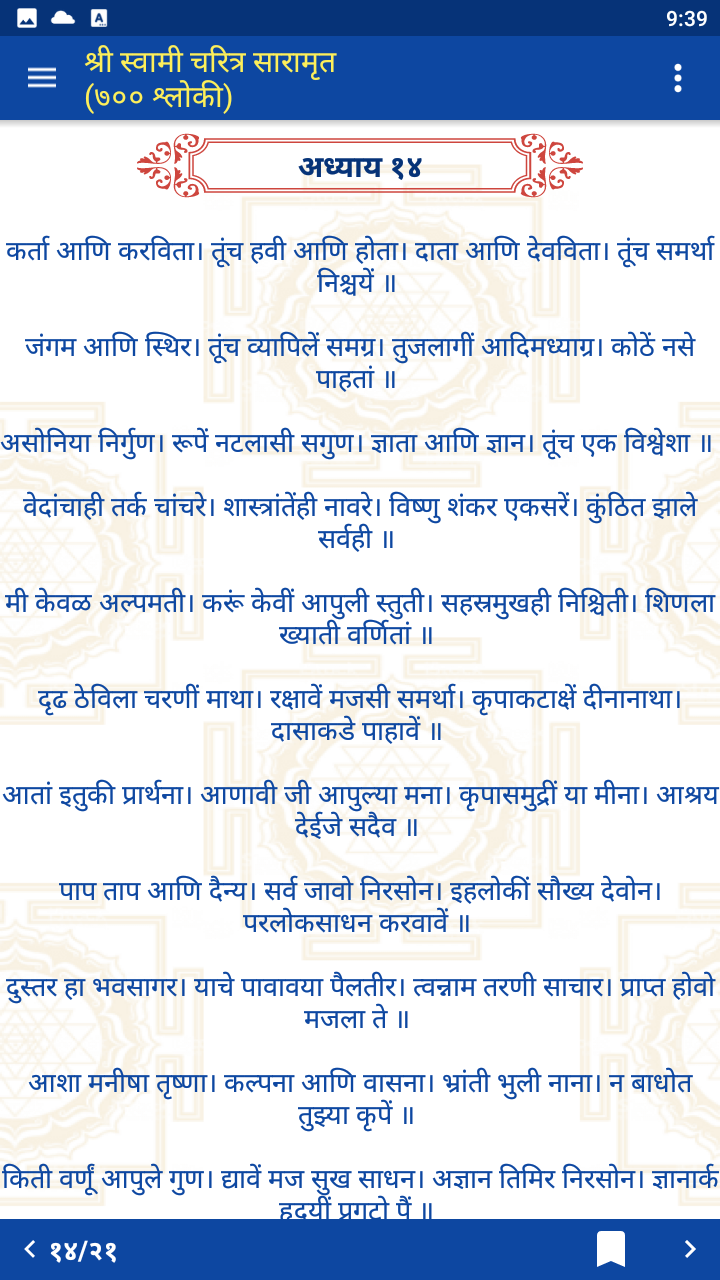 9:39
श्री स्वामी चरित्र सारामृत
(७०० श्लोकी)
अध्याय १४
कर्ता आणि करविता। तूंच हवी आणि होता। दाता आणि देवविता। तूंच समर्था
निश्चयें ॥
जंगम आणि स्थिर। तूंच व्यापिलें समग्र। तुजलागीं आदिमध्याग्र। कोठें नसे
पाहतां ॥
असोनिया निर्गुण। रूपें नटलासी सगुण। ज्ञाता आणि ज्ञान। तूंच एक विश्वेशा ॥
वेदांचाही तर्क चांचरे। शास्त्रांतेंही नावरे। विष्णु शंकर एकसरें। कुंठित झाले
सर्वही ॥
मी केवळ अल्पमती। करूं केवीं आपुली स्तुती। सहस्रमुखही निश्चिती। शिणला
ख्याती वर्णितां ॥
दृढ ठेविला चरणीं माथा। रक्षावें मजसी समर्था। कृपाकटाक्षें दीनानाथा।
दासाकडे पाहावें ॥
आतां इतुकी प्रार्थना। आणावी जी आपुल्या मना। कृपासमुद्रीं या मीना। आश्रय
देईजे सदैव ॥
पाप ताप आणि दैन्य। सर्व जावो निरसोन। इहलोकीं सौख्य देवोन।
परलोकसाधन करवावें ॥
दुस्तर हा भवसागर। याचे पावावया पैलतीर। त्वन्नाम तरणी साचार। प्राप्त होवो
मजला ते ॥
आशा मनीषा तृष्णा। कल्पना आणि वासना। भ्रांती भुली नाना। न बाधोत
तुझ्या कृपें ॥
किती वर्णूं आपुले गुण। द्यावें मज सुख साधन। अज्ञान तिमिर निरसोन। ज्ञानार्क
हृदयीं प्रगटो पैं ॥
१४/२१